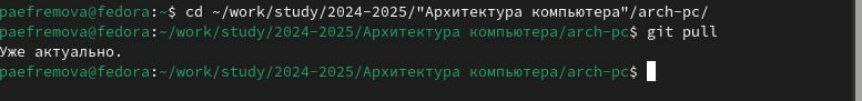 paefremova@fedora:~$ cd ~/work/study/2024-2025/"Архитектура компьютера"/arch-pc/
paefremova@fedora:~/work/study/2024-2025/Архитектура компьютера/arch-pc$ git pull
Уже актуально.
paefremova@fedora:~/work/study/2024-2025/Архитектура компьютера/arch-pc$